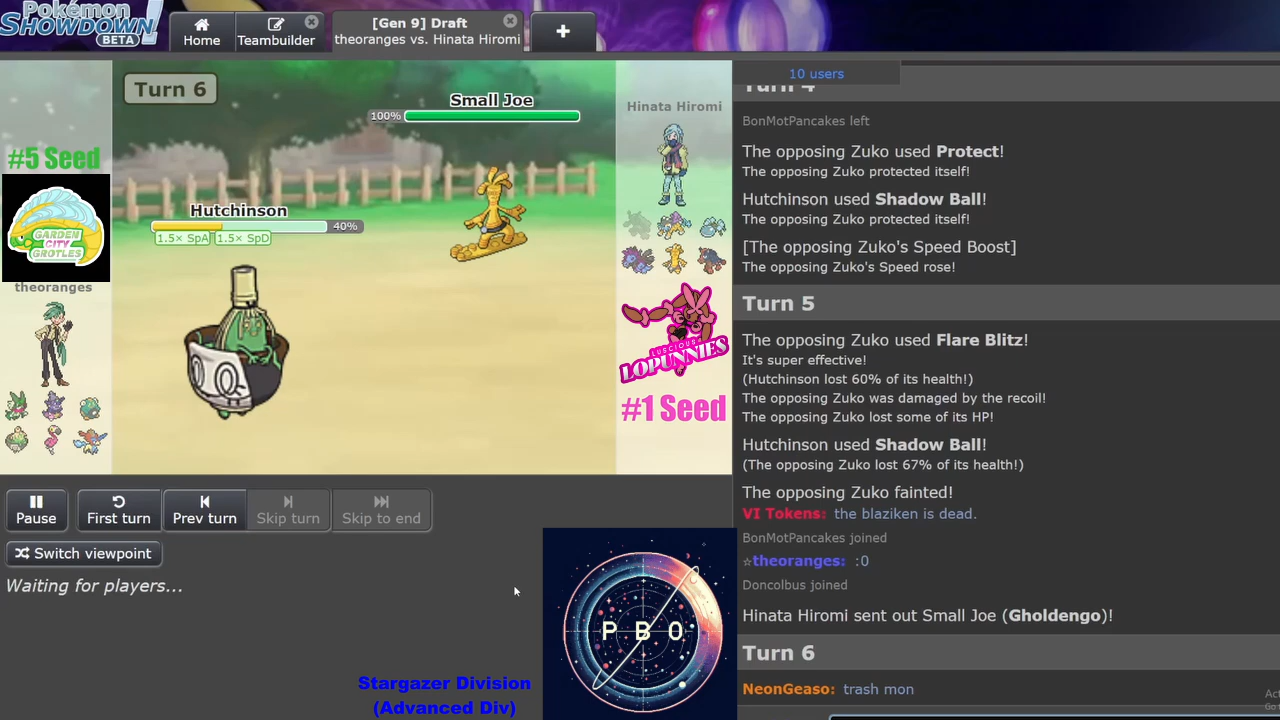 Pokémon
SHOWDOWN!
BETA
Home
Teambuilder
[Gen 9] Draft
theoranges vs. Hinata Hiromi
+
10 users
Turn 6
Small Joe
100%
Hutchinson
40%
1.5× SpA
1.5× SpD
#5 Seed
GARDEN
CITY
GROTLES
theoranges
Hinata Hiromi
LUSCIOUS
LOPUNNIES
#1 Seed
Turn 4
BonMotPancakes left
The opposing Zuko used Protect!
The opposing Zuko protected itself!
Hutchinson used Shadow Ball!
The opposing Zuko protected itself!
[The opposing Zuko's Speed Boost]
The opposing Zuko's Speed rose!
Turn 5
The opposing Zuko used Flare Blitz!
It's super effective!
(Hutchinson lost 60% of its health!)
The opposing Zuko was damaged by the recoil!
The opposing Zuko lost some of its HP!
Hutchinson used Shadow Ball!
(The opposing Zuko lost 67% of its health!)
The opposing Zuko fainted!
VI Tokens: the blaziken is dead.
BonMotPancakes joined
☆theoranges: :0
Doncolbus joined
Hinata Hiromi sent out Small Joe (Gholdengo)!
Turn 6
NeonGeaso: trash mon
Pause
First turn
Prev turn
Skip turn
Skip to end
Switch viewpoint
Waiting for players...
P B O
Stargazer Division
(Advanced Div)